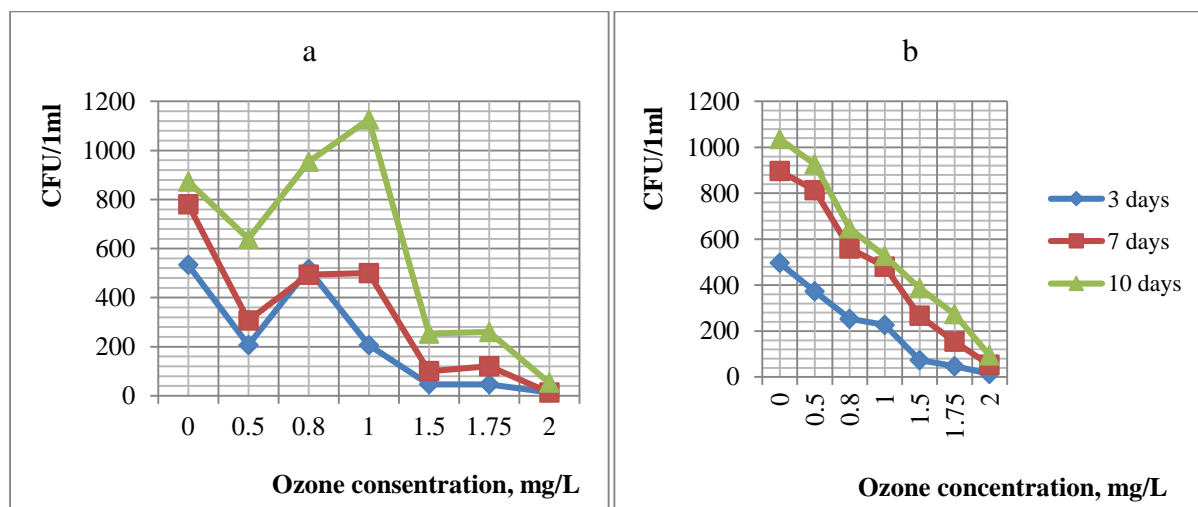 a
CFU/1ml
1200
1000
800
600
400
200
0
0 0.5 0.8 1 1.5 1.75 2
Ozone consentration, mg/L
b
CFU/1ml
1200
1000
800
600
400
200
0
0 0.5 0.8 1 1.5 1.75 2
Ozone concentration, mg/L
3 days
7 days
10 days